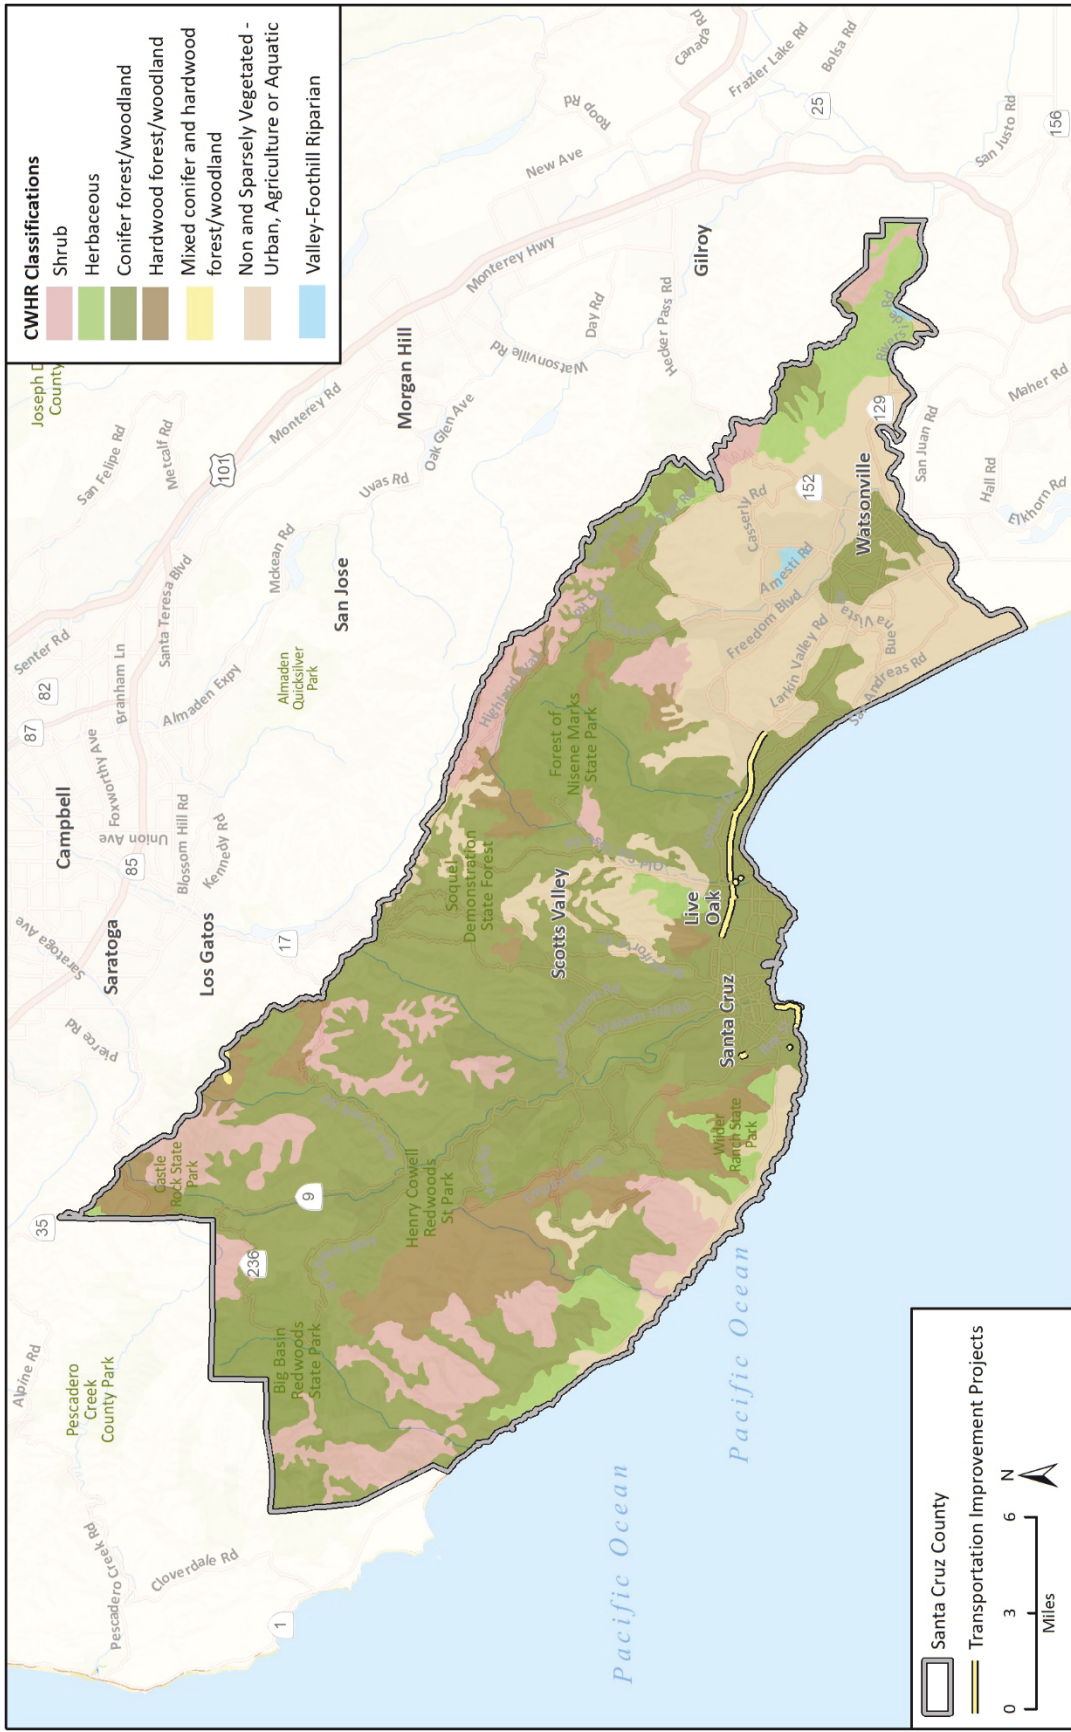 CWHR Classifications
Shrub
Herbaceous
Conifer forest/woodland
Hardwood forest/woodland
Mixed conifer and hardwood
forest/woodland
Non and Sparsely Vegetated -
Urban, Agriculture or Aquatic
Valley-Foothill Riparian
Joseph D
County
Alpine Rd
Pescadero
Creek
County Park
Pescadero Creek Rd
Cloverdale Rd
1
35
Pierce Rd
Saratoga Ave
Saratoga
Campbell
Los Gatos
17
85
87
82
Senter Rd
Union Ave
Foxworthy Ave
Branham Ln
Blossom Hill Rd
Kennedy Rd
Santa Teresa Blvd
Almaden Expy
Almaden
Quicksilver
Park
San Jose
Mckean Rd
San Felipe Rd
Metcalf Rd
101
Monterey Rd
Uvas Rd
Oak Glen Ave
Morgan Hill
Monterey Hwy
Watsonville Rd
Day Rd
Hecker Pass Rd
Gilroy
New Ave
Roop Rd
Canada Rd
Frazier Lake Rd
Bolsa Rd
25
San Justo Rd
156
Castle
Rock State
Park
9
236
Big Basin
Redwoods
State Park
Henry Cowell
Redwoods
St Park
Soquel
Demonstration
State Forest
Forest of
Nisene Marks
State Park
Scotts Valley
Graham Hill Rd
Wilder
Ranch State
Park
Santa Cruz
Live
Oak
Freedom Blvd
Larkin Valley Rd
San Andreas Rd
Buena Vista
Amesti Rd
Casserly Rd
152
Watsonville
129
San Juan Rd
Hall Rd
Elkhorn Rd
Maher Rd
Pacific Ocean
Pacific Ocean
Santa Cruz County
Transportation Improvement Projects
0 3 6
Miles
N